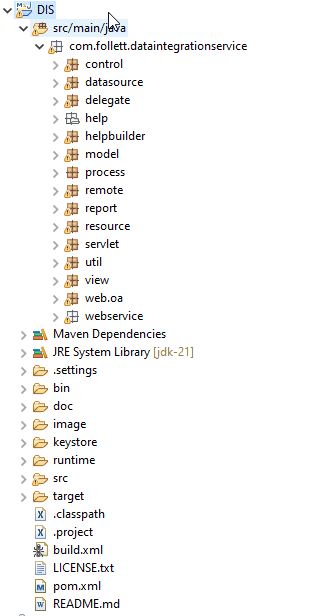 DIS
src/main/java
com.follett.dataintegrationservice
control
datasource
delegate
help
helpbuilder
model
process
remote
report
resource
servlet
util
view
web.oa
webservice
Maven Dependencies
JRE System Library [jdk-21]
.settings
bin
doc
image
keystore
runtime
src
target
.classpath
.project
build.xml
LICENSE.txt
pom.xml
README.md